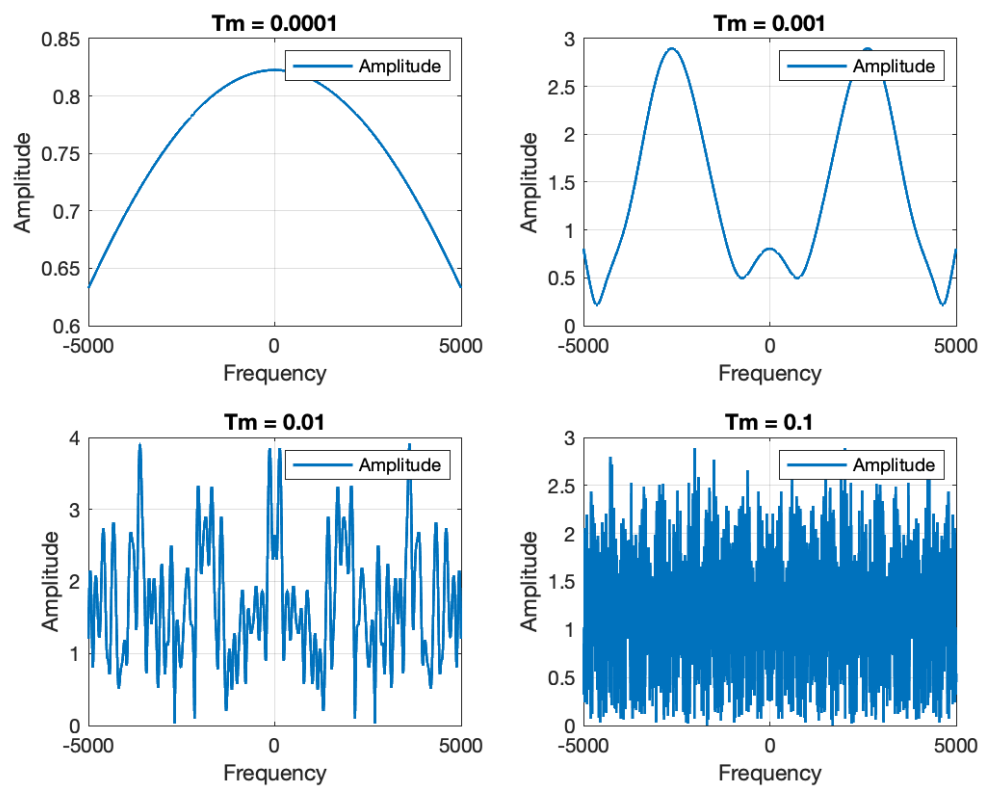 Tm = 0.0001
0.85
0.8
0.75
0.7
0.65
0.6
Amplitude
Amplitude
-5000
0
5000
Frequency
Tm = 0.001
3
2.5
2
1.5
1
0.5
0
Amplitude
Amplitude
-5000
0
5000
Frequency
Tm = 0.01
4
3
2
1
0
Amplitude
Amplitude
-5000
0
5000
Frequency
Tm = 0.1
3
2.5
2
1.5
1
0.5
0
Amplitude
Amplitude
-5000
0
5000
Frequency